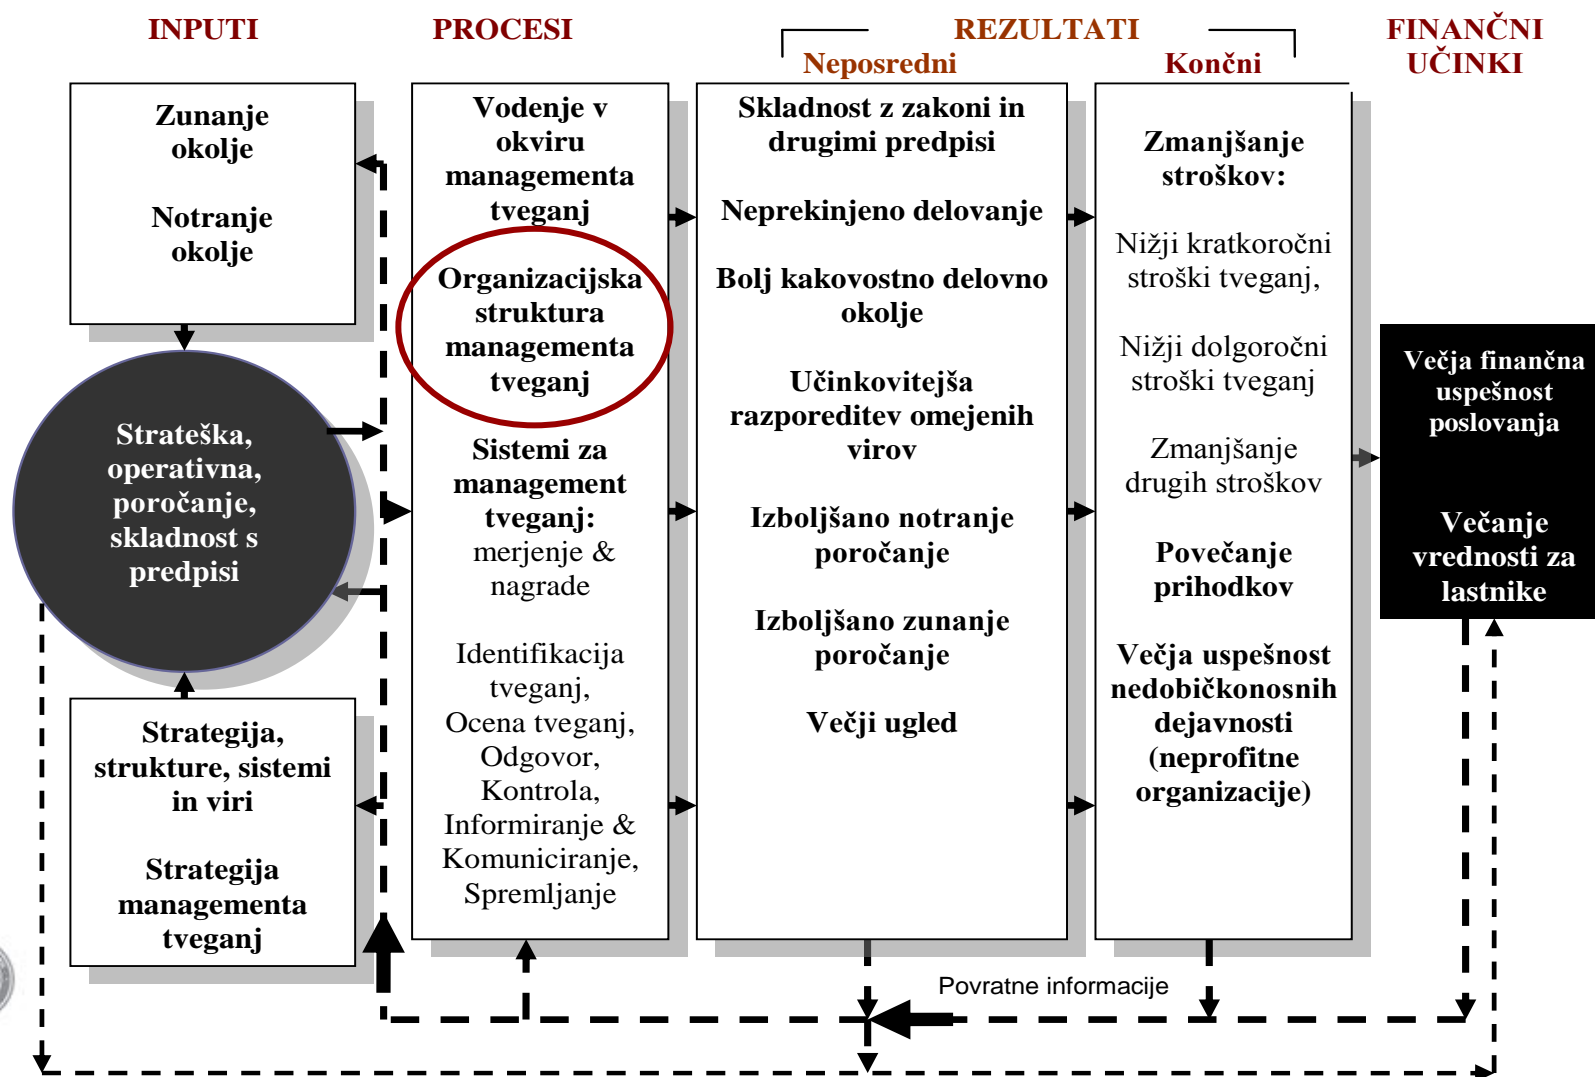 INPUTI
PROCESI
REZULTATI
FINANČNI
UČINKI
Neposredni
Končni
Zunanje
okolje
Notranje
okolje
Strateška,
operativna,
poročanje,
skladnost s
predpisi
Strategija,
strukture, sistemi
in viri
Strategija
managementa
tveganj
Vodenje v
okviru
managementa
tveganj
Organizacijska
struktura
managementa
tveganj
Sistemi za
management
tveganj:
merjenje &
nagrade
Identifikacija
tveganj,
Ocena tveganj,
Odgovor,
Kontrola,
Informiranje &
Komuniciranje,
Spremljanje
Skladnost z zakoni in
drugimi predpisi
Neprekinjeno delovanje
Bolj kakovostno delovno
okolje
Učinkovitejša
razporeditev omejenih
virov
Izboljšano notranje
poročanje
Izboljšano zunanje
poročanje
Večji ugled
Zmanjšanje
stroškov:
Nižji kratkoročni
stroški tveganj,
Nižji dolgoročni
stroški tveganj
Zmanjšanje
drugih stroškov
Povečanje
prihodkov
Večja uspešnost
nedobičkonosnih
dejavnosti
(neprofitne
organizacije)
Večja finančna
uspešnost
poslovanja
Večanje
vrednosti za
lastnike
Povratne informacije